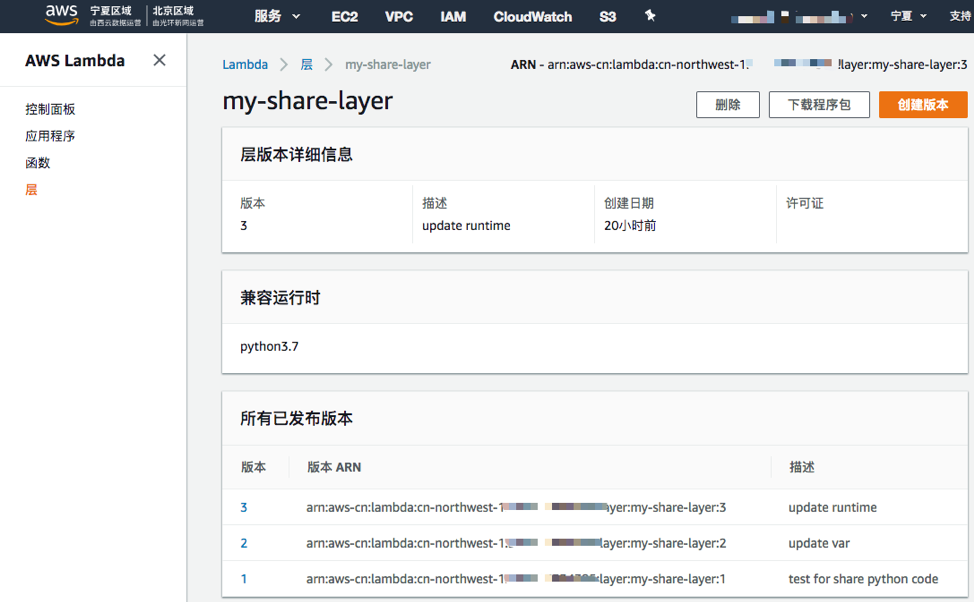 aws 宁夏区域 由西云数据运营 北京区域 由光环新网运营 服务 EC2 VPC IAM CloudWatch S3 宁夏 支持
AWS Lambda
控制面板
应用程序
函数
层
Lambda 层 my-share-layer ARN - arn:aws-cn:lambda:cn-northwest-1 layer:my-share-layer:3
my-share-layer 删除 下载程序包 创建版本
层版本详细信息
版本 描述 创建日期 许可证
3 update runtime 20小时前
兼容运行时
python3.7
所有已发布版本
版本 版本 ARN 描述
3 arn:aws-cn:lambda:cn-northwest-1 layer:my-share-layer:3 update runtime
2 arn:aws-cn:lambda:cn-northwest-1 layer:my-share-layer:2 update var
1 arn:aws-cn:lambda:cn-northwest-1 layer:my-share-layer:1 test for share python code